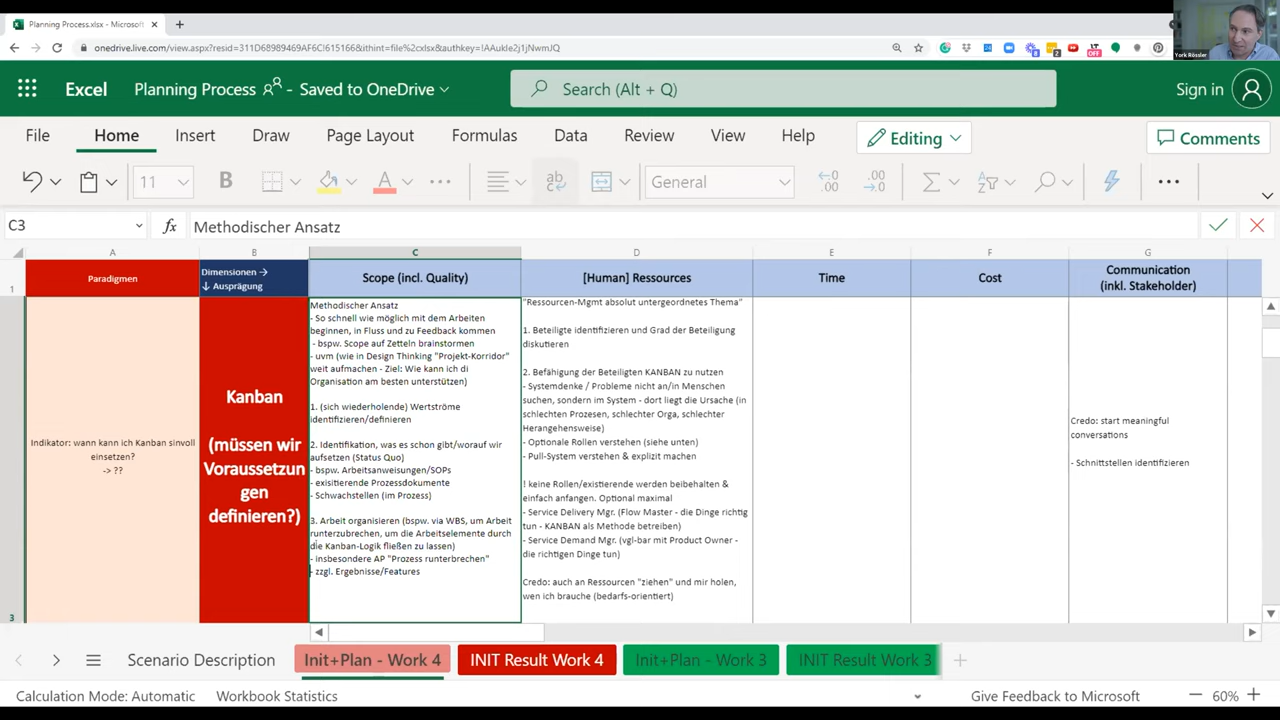 Planning Process.xlsx - Microsoft
onedrive.live.com/view.aspx?resid=311D68989469AF6C!615166&ithint=file%2cxlsx&authkey=!AAukIe2j1jNwmJQ
York Rössler
Excel
Planning Process - Saved to OneDrive
Search (Alt + Q)
Sign in
File Home Insert Draw Page Layout Formulas Data Review View Help Editing Comments
11 B A ab General
C3 fx Methodischer Ansatz
A B C D E F G
1
Paradigmen
Dimensionen →
↓ Ausprägung
Scope (incl. Quality)
[Human] Ressources
Time
Cost
Communication
(inkl. Stakeholder)
3
Indikator: wann kann ich Kanban sinvoll
einsetzen?
-> ??
Kanban
(müssen wir
Voraussetzun
gen
definieren?)
Methodischer Ansatz
- So schnell wie möglich mit dem Arbeiten
beginnen, in Fluss und zu Feedback kommen
- bspw. Scope auf Zetteln brainstormen
- uvm (wie in Design Thinking "Projekt-Korridor"
weit aufmachen - Ziel: Wie kann ich di
Organisation am besten unterstützen)
1. (sich wiederholende) Wertströme
identifizieren/definieren
2. Identifikation, was es schon gibt/worauf wir
aufsetzen (Status Quo)
- bspw. Arbeitsanweisungen/SOPs
- exisitierende Prozessdokumente
- Schwachstellen (im Prozess)
3. Arbeit organisieren (bspw. via WBS, um Arbeit
runterzubrechen, um die Arbeitselemente durch
die Kanban-Logik fließen zu lassen)
- insbesondere AP "Prozess runterbrechen"
- zzgl. Ergebnisse/Features
"Ressourcen-Mgmt absolut untergeordnetes Thema"
1. Beteiligte identifizieren und Grad der Beteiligung
diskutieren
2. Befähigung der Beteiligten KANBAN zu nutzen
- Systemdenke / Probleme nicht an/in Menschen
suchen, sondern im System - dort liegt die Ursache (in
schlechten Prozesen, schlechter Orga, schlechter
Herangehensweise)
- Optionale Rollen verstehen (siehe unten)
- Pull-System verstehen & explizit machen
! keine Rollen/existierende werden beibehalten &
einfach anfangen. Optional maximal
- Service Delivery Mgr. (Flow Master - die Dinge richtig
tun - KANBAN als Methode betreiben)
- Service Demand Mgr. (vgl-bar mit Product Owner -
die richtigen Dinge tun)
Credo: auch an Ressourcen "ziehen" und mir holen,
wen ich brauche (bedarfs-orientiert)
Credo: start meaningful
conversations
- Schnittstellen identifizieren
Scenario Description Init+Plan - Work 4 INIT Result Work 4 Init+Plan - Work 3 INIT Result Work 3
Calculation Mode: Automatic Workbook Statistics Give Feedback to Microsoft 60%